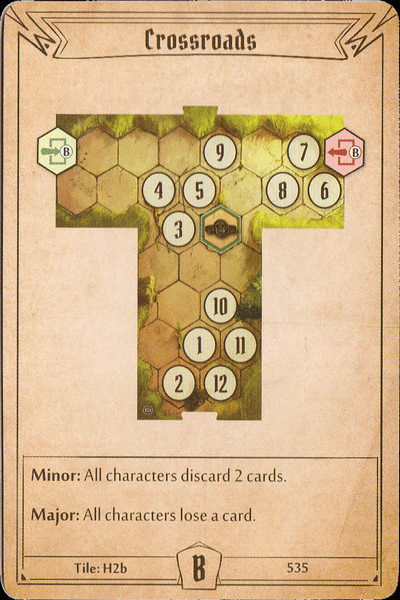 Crossroads
B
9
7
B
4
5
8
6
3
10
1
11
2
12
Minor: All characters discard 2 cards.
Major: All characters lose a card.
Tile: H2b
B
535